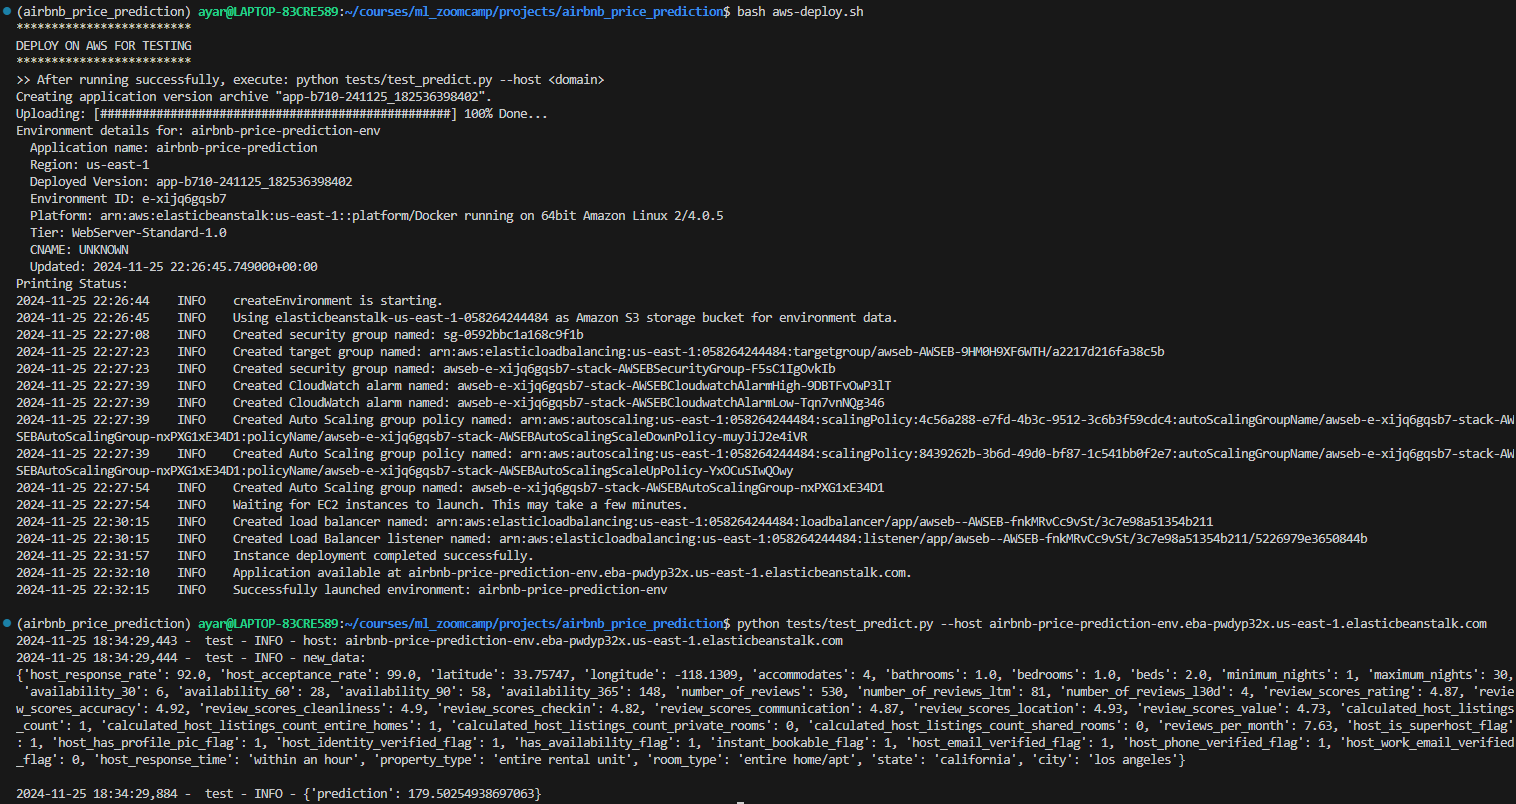 (airbnb_price_prediction) ayar@LAPTOP-83CRE589:~/courses/ml_zoomcamp/projects/airbnb_price_prediction$ bash aws-deploy.sh
*************************
DEPLOY ON AWS FOR TESTING
*************************
>> After running successfully, execute: python tests/test_predict.py --host <domain>
Creating application version archive "app-b710-241125_182536398402".
Uploading: [##################################################] 100% Done...
Environment details for: airbnb-price-prediction-env
  Application name: airbnb-price-prediction
  Region: us-east-1
  Deployed Version: app-b710-241125_182536398402
  Environment ID: e-xijq6gqsb7
  Platform: arn:aws:elasticbeanstalk:us-east-1::platform/Docker running on 64bit Amazon Linux 2/4.0.5
  Tier: WebServer-Standard-1.0
  CNAME: UNKNOWN
  Updated: 2024-11-25 22:26:45.749000+00:00
Printing Status:
2024-11-25 22:26:44    INFO    createEnvironment is starting.
2024-11-25 22:26:45    INFO    Using elasticbeanstalk-us-east-1-058264244484 as Amazon S3 storage bucket for environment data.
2024-11-25 22:27:08    INFO    Created security group named: sg-0592bbc1a168c9f1b
2024-11-25 22:27:23    INFO    Created target group named: arn:aws:elasticloadbalancing:us-east-1:058264244484:targetgroup/awseb-AWSEB-9HM0H9XF6WTH/a2217d216fa38c5b
2024-11-25 22:27:23    INFO    Created security group named: awseb-e-xijq6gqsb7-stack-AWSEBSecurityGroup-F5sC1IgOvkIb
2024-11-25 22:27:39    INFO    Created CloudWatch alarm named: awseb-e-xijq6gqsb7-stack-AWSEBCloudwatchAlarmHigh-9DBTFvOwP3lT
2024-11-25 22:27:39    INFO    Created CloudWatch alarm named: awseb-e-xijq6gqsb7-stack-AWSEBCloudwatchAlarmLow-Tqn7vnNQg346
2024-11-25 22:27:39    INFO    Created Auto Scaling group policy named: arn:aws:autoscaling:us-east-1:058264244484:scalingPolicy:4c56a288-e7fd-4b3c-9512-3c6b3f59cdc4:autoScalingGroupName/awseb-e-xijq6gqsb7-stack-AW
SEBAutoScalingGroup-nxPXG1xE34D1:policyName/awseb-e-xijq6gqsb7-stack-AWSEBAutoScalingScaleDownPolicy-muyJiJ2e4iVR
2024-11-25 22:27:39    INFO    Created Auto Scaling group policy named: arn:aws:autoscaling:us-east-1:058264244484:scalingPolicy:8439262b-3b6d-49d0-bf87-1c541bb0f2e7:autoScalingGroupName/awseb-e-xijq6gqsb7-stack-AW
SEBAutoScalingGroup-nxPXG1xE34D1:policyName/awseb-e-xijq6gqsb7-stack-AWSEBAutoScalingScaleUpPolicy-YxOCuSIwQOwy
2024-11-25 22:27:54    INFO    Created Auto Scaling group named: awseb-e-xijq6gqsb7-stack-AWSEBAutoScalingGroup-nxPXG1xE34D1
2024-11-25 22:27:54    INFO    Waiting for EC2 instances to launch. This may take a few minutes.
2024-11-25 22:30:15    INFO    Created load balancer named: arn:aws:elasticloadbalancing:us-east-1:058264244484:loadbalancer/app/awseb--AWSEB-fnkMRvCc9vSt/3c7e98a51354b211
2024-11-25 22:30:15    INFO    Created Load Balancer listener named: arn:aws:elasticloadbalancing:us-east-1:058264244484:listener/app/awseb--AWSEB-fnkMRvCc9vSt/3c7e98a51354b211/5226979e3650844b
2024-11-25 22:31:57    INFO    Instance deployment completed successfully.
2024-11-25 22:32:10    INFO    Application available at airbnb-price-prediction-env.eba-pwdyp32x.us-east-1.elasticbeanstalk.com.
2024-11-25 22:32:15    INFO    Successfully launched environment: airbnb-price-prediction-env
(airbnb_price_prediction) ayar@LAPTOP-83CRE589:~/courses/ml_zoomcamp/projects/airbnb_price_prediction$ python tests/test_predict.py --host airbnb-price-prediction-env.eba-pwdyp32x.us-east-1.elasticbeanstalk.com
2024-11-25 18:34:29,443 -  test - INFO - host: airbnb-price-prediction-env.eba-pwdyp32x.us-east-1.elasticbeanstalk.com
2024-11-25 18:34:29,444 -  test - INFO - new_data:
{'host_response_rate': 92.0, 'host_acceptance_rate': 99.0, 'latitude': 33.75747, 'longitude': -118.1309, 'accommodates': 4, 'bathrooms': 1.0, 'bedrooms': 1.0, 'beds': 2.0, 'minimum_nights': 1, 'maximum_nights': 30,
 'availability_30': 6, 'availability_60': 28, 'availability_90': 58, 'availability_365': 148, 'number_of_reviews': 530, 'number_of_reviews_ltm': 81, 'number_of_reviews_l30d': 4, 'review_scores_rating': 4.87, 'revie
w_scores_accuracy': 4.92, 'review_scores_cleanliness': 4.9, 'review_scores_checkin': 4.82, 'review_scores_communication': 4.87, 'review_scores_location': 4.93, 'review_scores_value': 4.73, 'calculated_host_listings
_count': 1, 'calculated_host_listings_count_entire_homes': 1, 'calculated_host_listings_count_private_rooms': 0, 'calculated_host_listings_count_shared_rooms': 0, 'reviews_per_month': 7.63, 'host_is_superhost_flag'
: 1, 'host_has_profile_pic_flag': 1, 'host_identity_verified_flag': 1, 'has_availability_flag': 1, 'instant_bookable_flag': 1, 'host_email_verified_flag': 1, 'host_phone_verified_flag': 1, 'host_work_email_verified
_flag': 0, 'host_response_time': 'within an hour', 'property_type': 'entire rental unit', 'room_type': 'entire home/apt', 'state': 'california', 'city': 'los angeles'}
2024-11-25 18:34:29,884 -  test - INFO - {'prediction': 179.50254938697063}